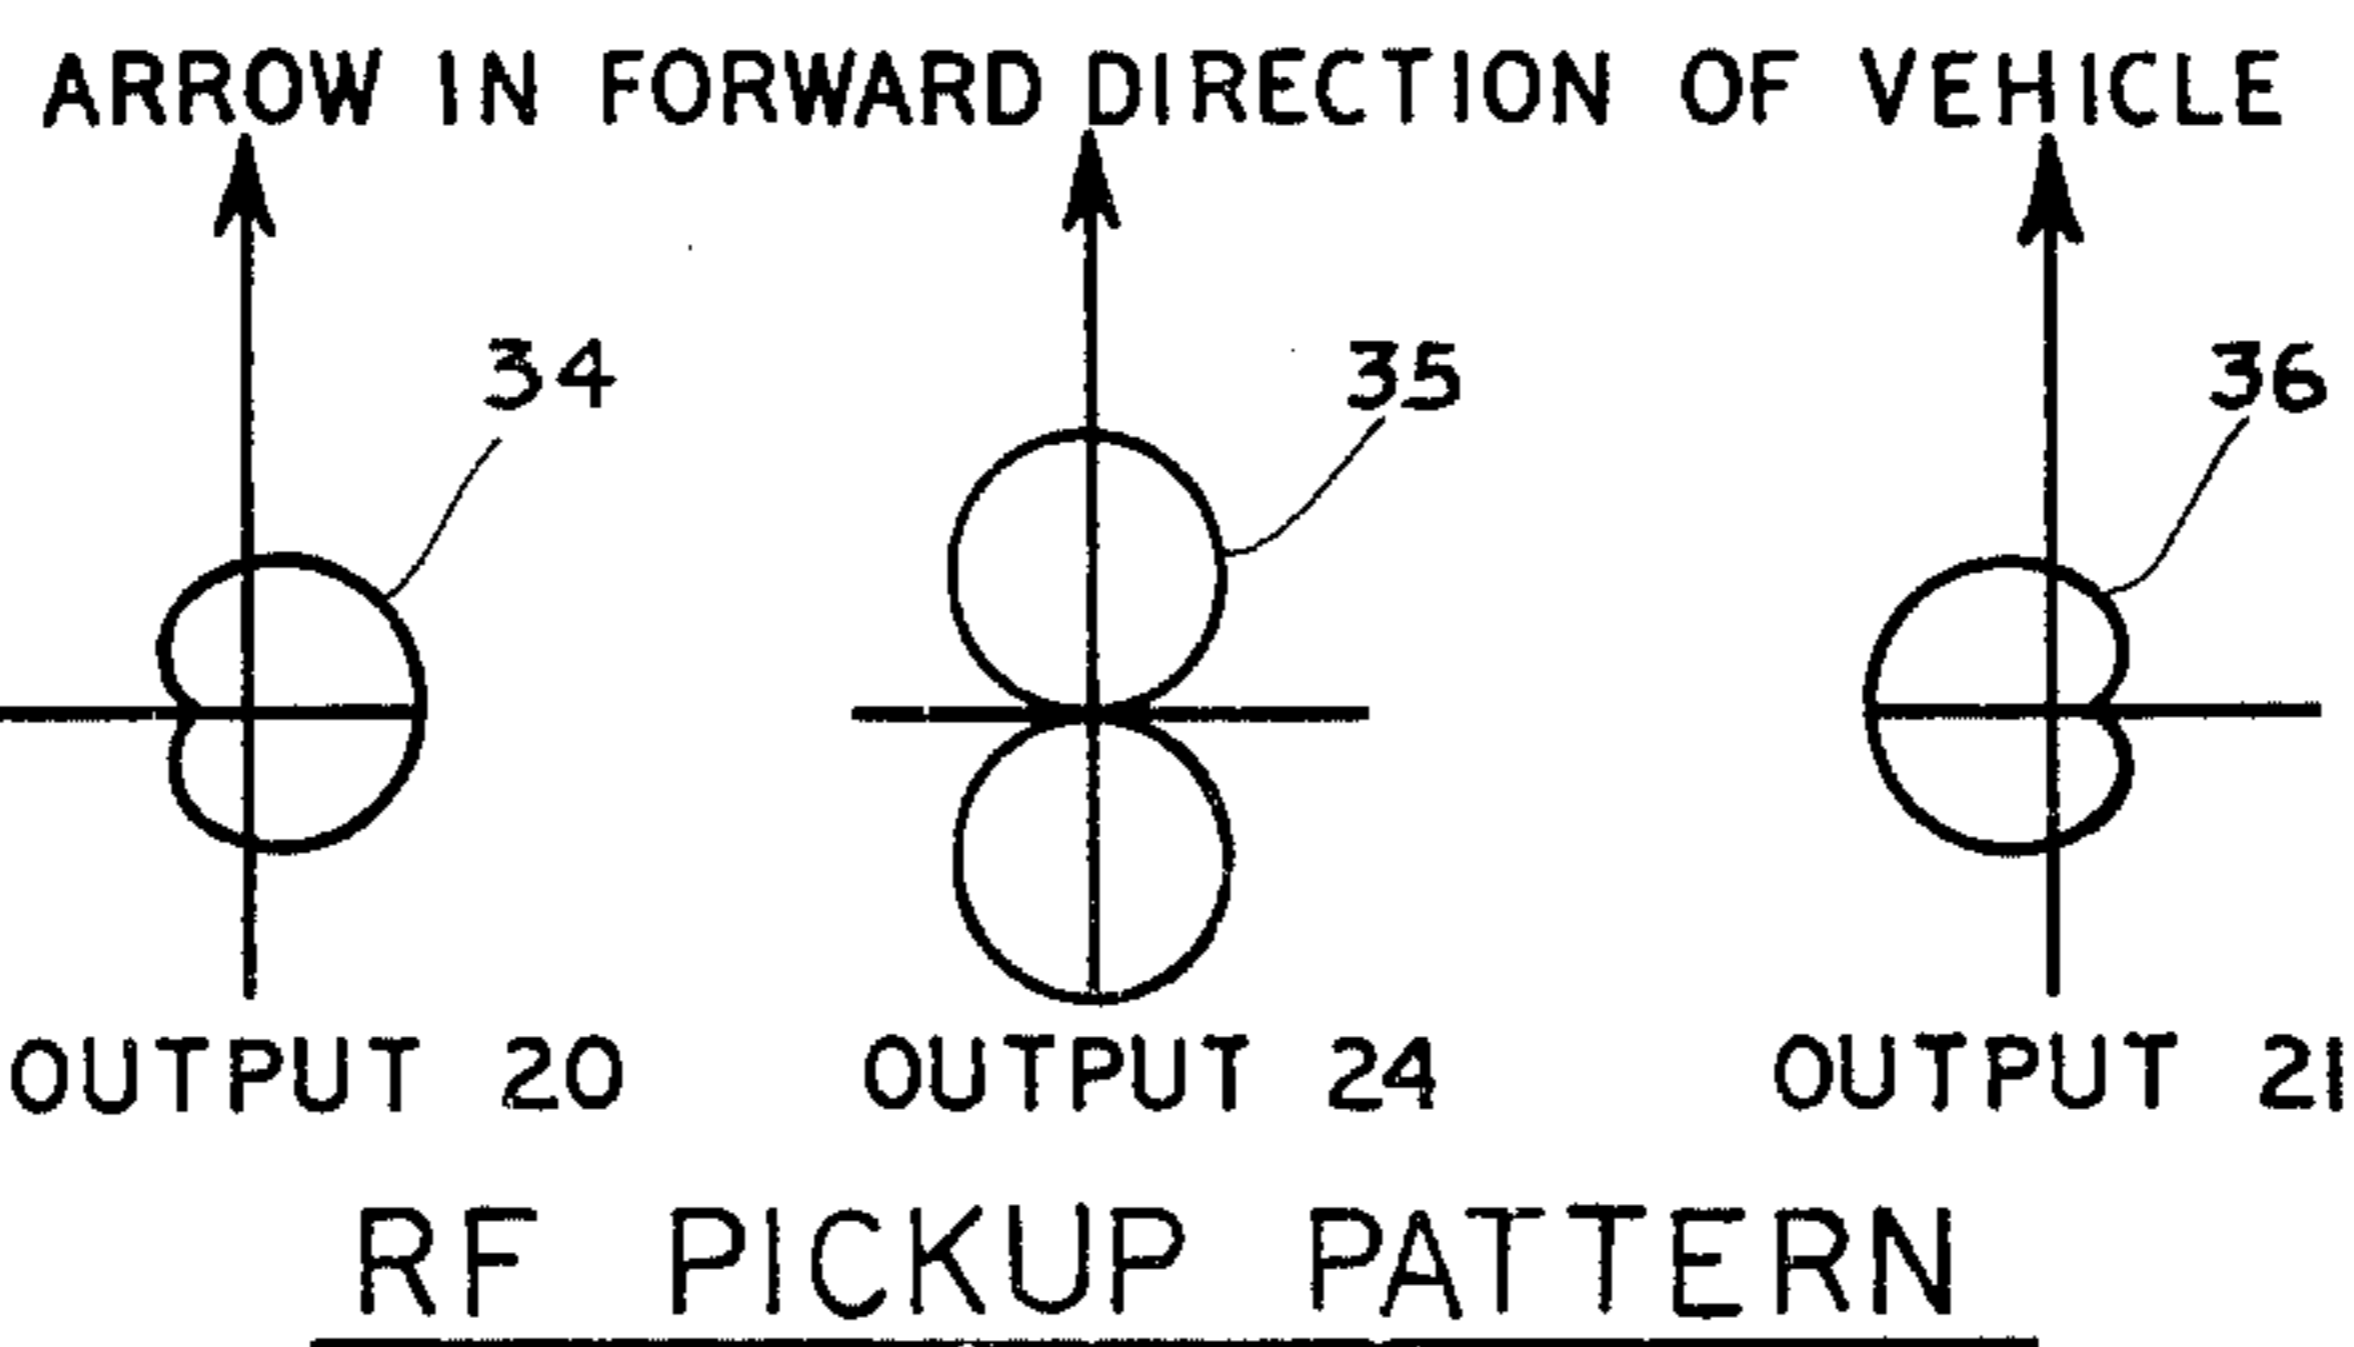 ARROW IN FORWARD DIRECTION OF VEHICLE
34 35 36
OUTPUT 20 OUTPUT 24 OUTPUT 21
RF PICKUP PATTERN